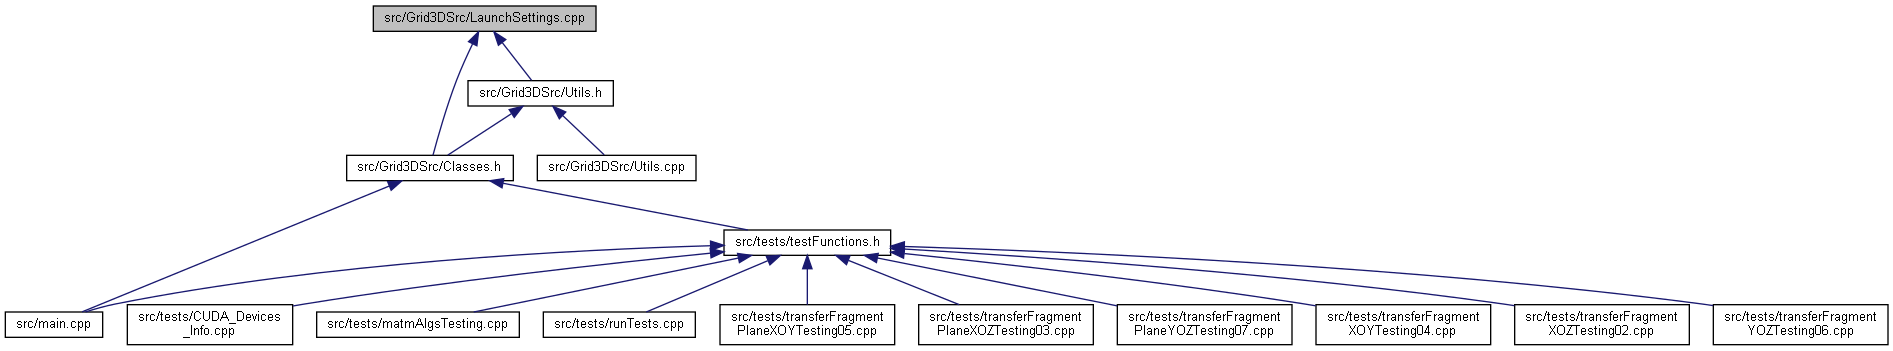 src/Grid3DSrc/LaunchSettings.cpp
src/Grid3DSrc/Utils.h
src/Grid3DSrc/Classes.h
src/Grid3DSrc/Utils.cpp
src/tests/testFunctions.h
src/main.cpp
src/tests/CUDA_Devices
_Info.cpp
src/tests/matmAlgsTesting.cpp
src/tests/runTests.cpp
src/tests/transferFragment
PlaneXOYTesting05.cpp
src/tests/transferFragment
PlaneXOZTesting03.cpp
src/tests/transferFragment
PlaneYOZTesting07.cpp
src/tests/transferFragment
XOYTesting04.cpp
src/tests/transferFragment
XOZTesting02.cpp
src/tests/transferFragment
YOZTesting06.cpp